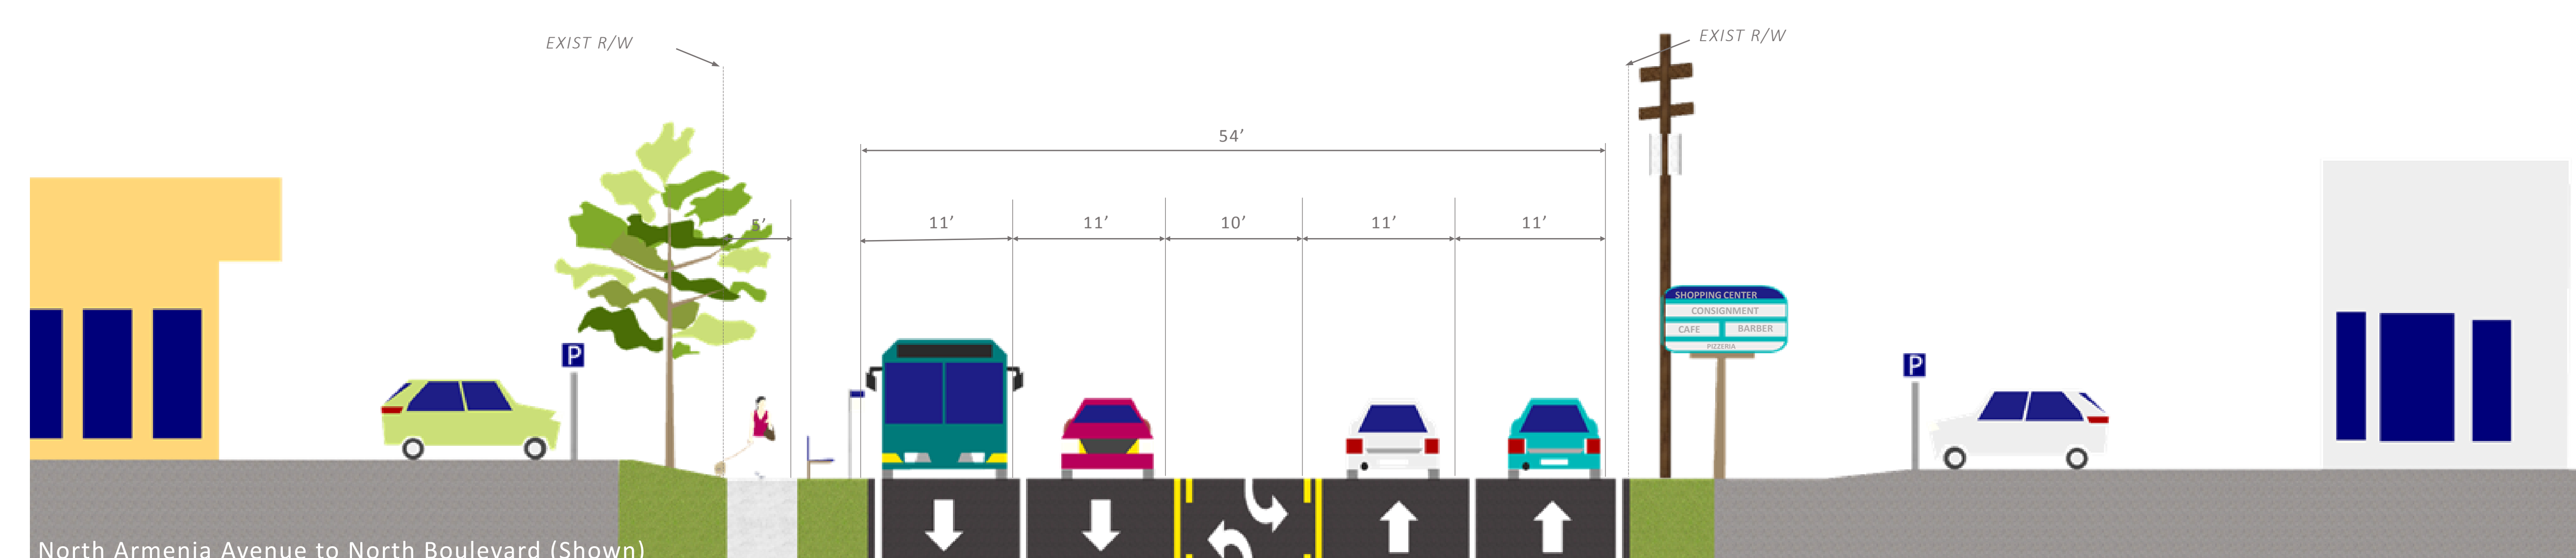 EXIST R/W
EXIST R/W
54’
5’
11’
11’
10’
11’
11’
SHOPPING CENTER
CONSIGNMENT
CAFE
BARBER
PIZZERIA
P
P
North Armenia Avenue to North Boulevard (Shown)